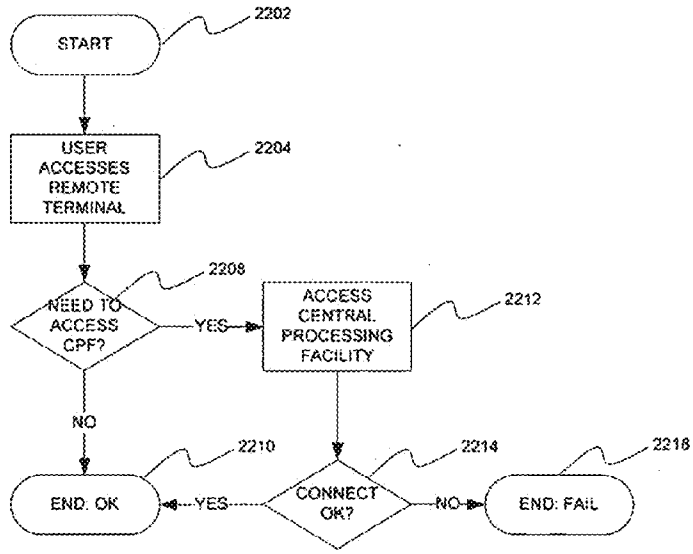 START
2202
USER
ACCESSES
REMOTE
TERMINAL
2204
NEED TO
ACCESS
CPF?
2208
YES
ACCESS
CENTRAL
PROCESSING
FACILITY
2212
NO
END: OK
2210
YES
CONNECT
OK?
2214
NO
END: FAIL
2216